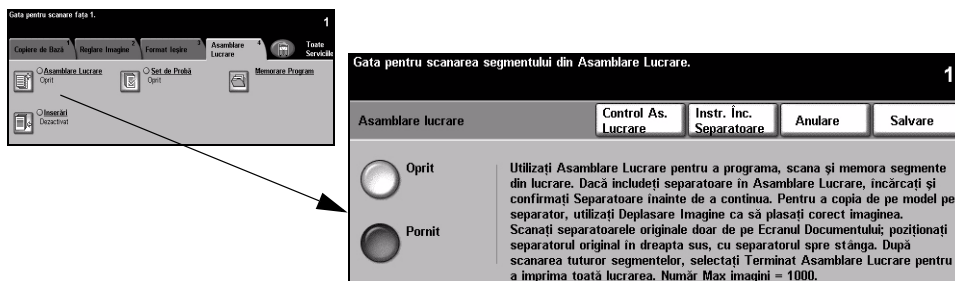 Gata pentru scanare fața 1.
1
Copiere de Bază 1
Reglare Imagine 2
Format Ieșire 3
Asamblare Lucrare 4
Toate Serviciile
Asamblare Lucrare
Oprit
Set de Probă
Oprit
Memorare Program
Inserări
Dezactivat
Gata pentru scanarea segmentului din Asamblare Lucrare.
1
Asamblare lucrare
Control As. Lucrare
Instr. Înc. Separatoare
Anulare
Salvare
Oprit
Pornit
Utilizați Asamblare Lucrare pentru a programa, scana și memora segmente
din lucrare. Dacă includeți separatoare în Asamblare Lucrare, încărcați și
confirmați Separatoare înainte de a continua. Pentru a copia de pe model pe
separator, utilizați Deplasare Imagine ca să plasați corect imaginea.
Scanați separatoarele originale doar de pe Ecranul Documentului; poziționați
separatorul original în dreapta sus, cu separatorul spre stânga. După
scanarea tuturor segmentelor, selectați Terminat Asamblare Lucrare pentru
a imprima toată lucrarea. Număr Max imagini = 1000.